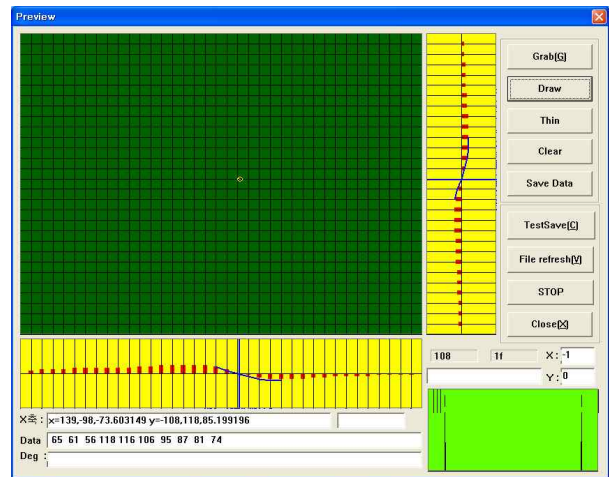 Preview
Grab(G)
Draw
Thin
Clear
Save Data
TestSave(C)
File refresh(V)
STOP
Close(X)
108 1f X: -1
Y: 0
X축 : x=139,-98,-73.603149 y=-108,118,85.199196
Data 65 61 56 118 116 106 95 87 81 74
Deg :